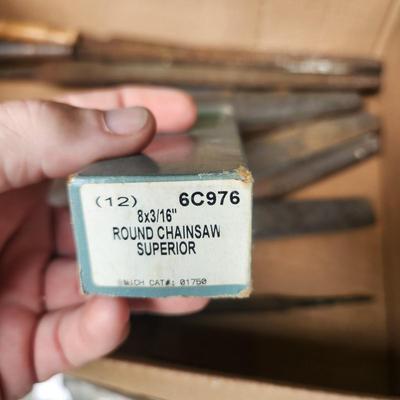 (12) 6C976
8x3/16"
ROUND CHAINSAW
SUPERIOR
CAT#: 01750